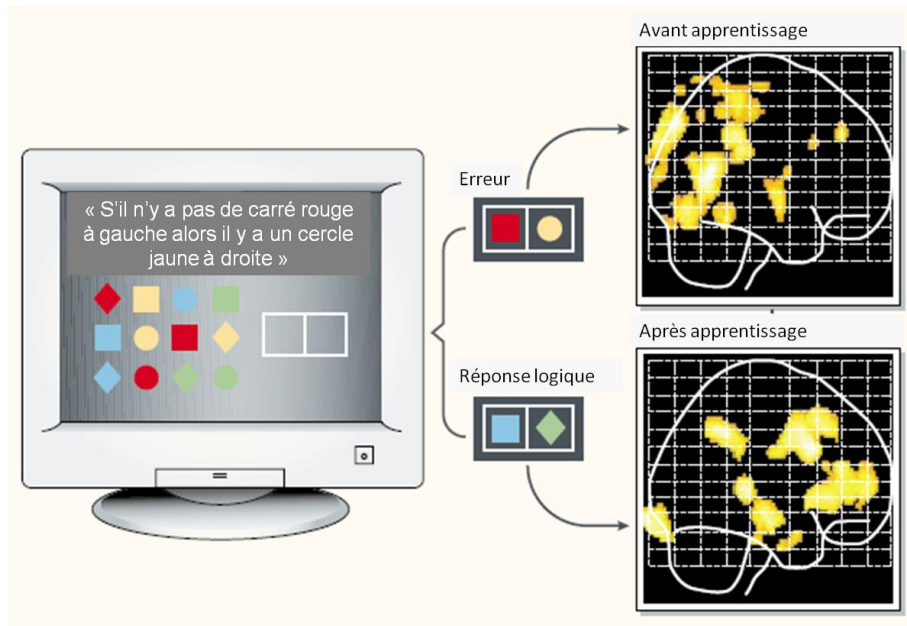 Avant apprentissage
Erreur
« S'il n'y a pas de carré rouge
à gauche alors il y a un cercle
jaune à droite »
Après apprentissage
Réponse logique